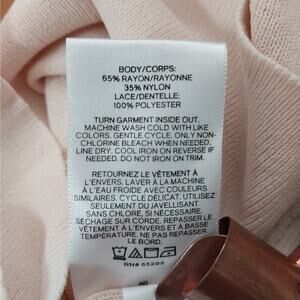 BODY/CORPS:
65% RAYON/RAYONNE
35% NYLON
LACE/DENTELLE:
100% POLYESTER
TURN GARMENT INSIDE OUT.
MACHINE WASH COLD WITH LIKE
COLORS. GENTLE CYCLE. ONLY NON-
CHLORINE BLEACH WHEN NEEDED.
LINE DRY. COOL IRON ON REVERSE IF
NEEDED. DO NOT IRON ON TRIM.
RETOURNEZ LE VÊTEMENT À
L'ENVERS. LAVER À LA MACHINE
À L'EAU FROIDE AVEC COULEURS
SIMILAIRES. CYCLE DÉLICAT. UTILISEZ
SEULEMENT DU JAVELLISANT
SANS CHLORE, SI NÉCESSAIRE.
SÉCHAGE SUR CORDE. REPASSER LE
VÊTEMENT À L'ENVERS ET À BASSE
TEMPÉRATURE. NE PAS REPASSER
LE BORD.
RN# 55285